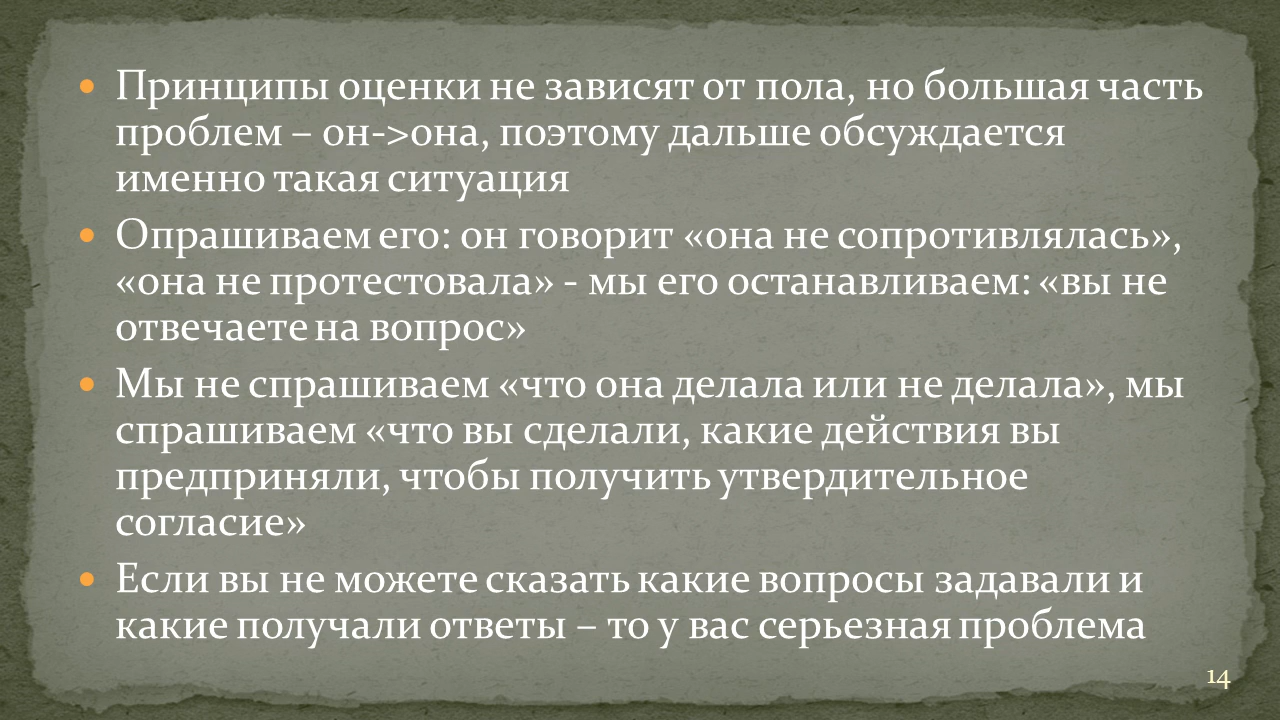 • Принципы оценки не зависят от пола, но большая часть
проблем – он->она, поэтому дальше обсуждается
именно такая ситуация
• Опрашиваем его: он говорит «она не сопротивлялась»,
«она не протестовала» - мы его останавливаем: «вы не
отвечаете на вопрос»
• Мы не спрашиваем «что она делала или не делала», мы
спрашиваем «что вы сделали, какие действия вы
предприняли, чтобы получить утвердительное
согласие»
• Если вы не можете сказать какие вопросы задавали и
какие получали ответы – то у вас серьезная проблема
14